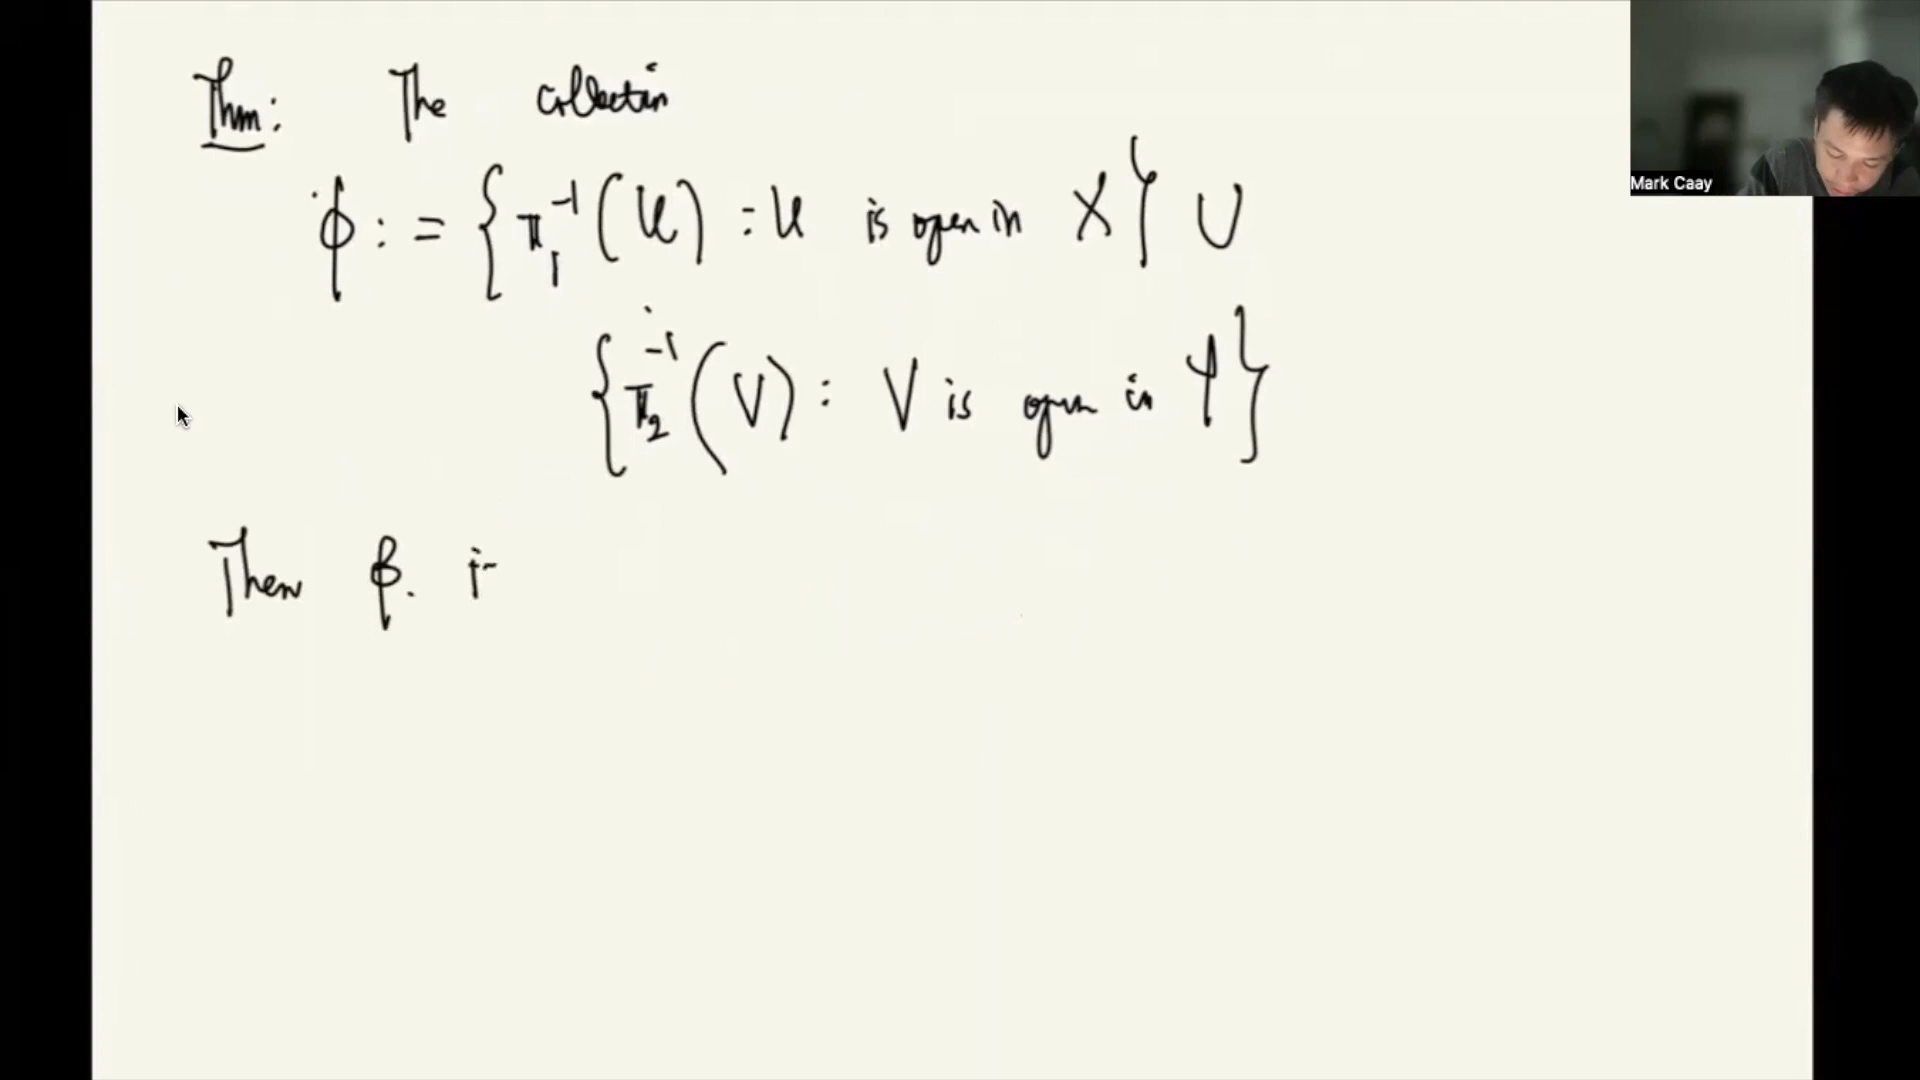 Thm: The collection
ϕ := { π₁⁻¹(U) : U is open in X } ∪
{ π₂⁻¹(V) : V is open in Y }
Then ϕ. i
Mark Caay